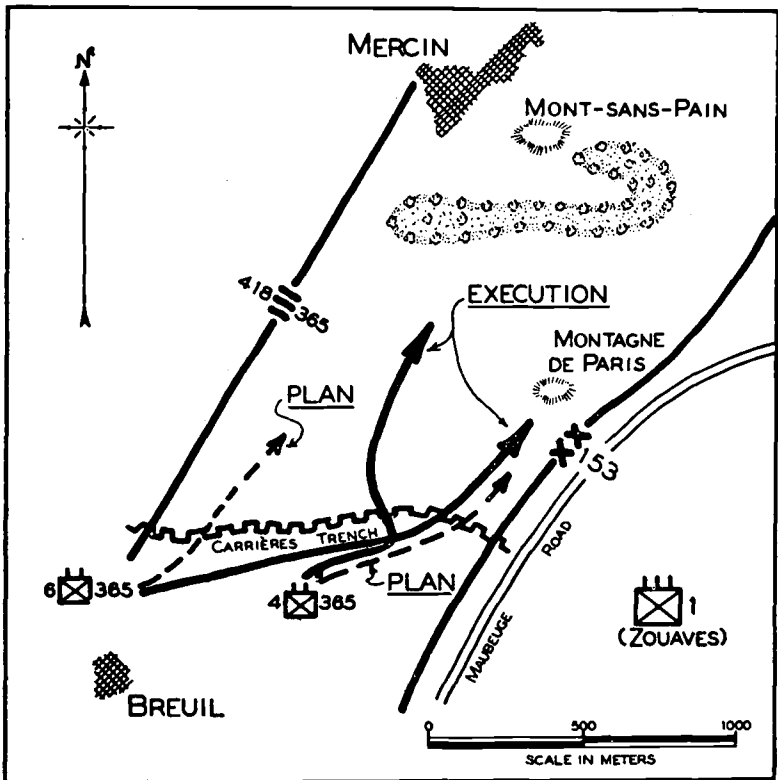 MERCIN
N
MONT-SANS-PAIN
418
365
EXECUTION
MONTAGNE
DE PARIS
PLAN
153
CARRIÈRES TRENCH
ROAD
MAUBEUGE
6
365
4
365
PLAN
1
(ZOUAVES)
BREUIL
0 500 1000
SCALE IN METERS